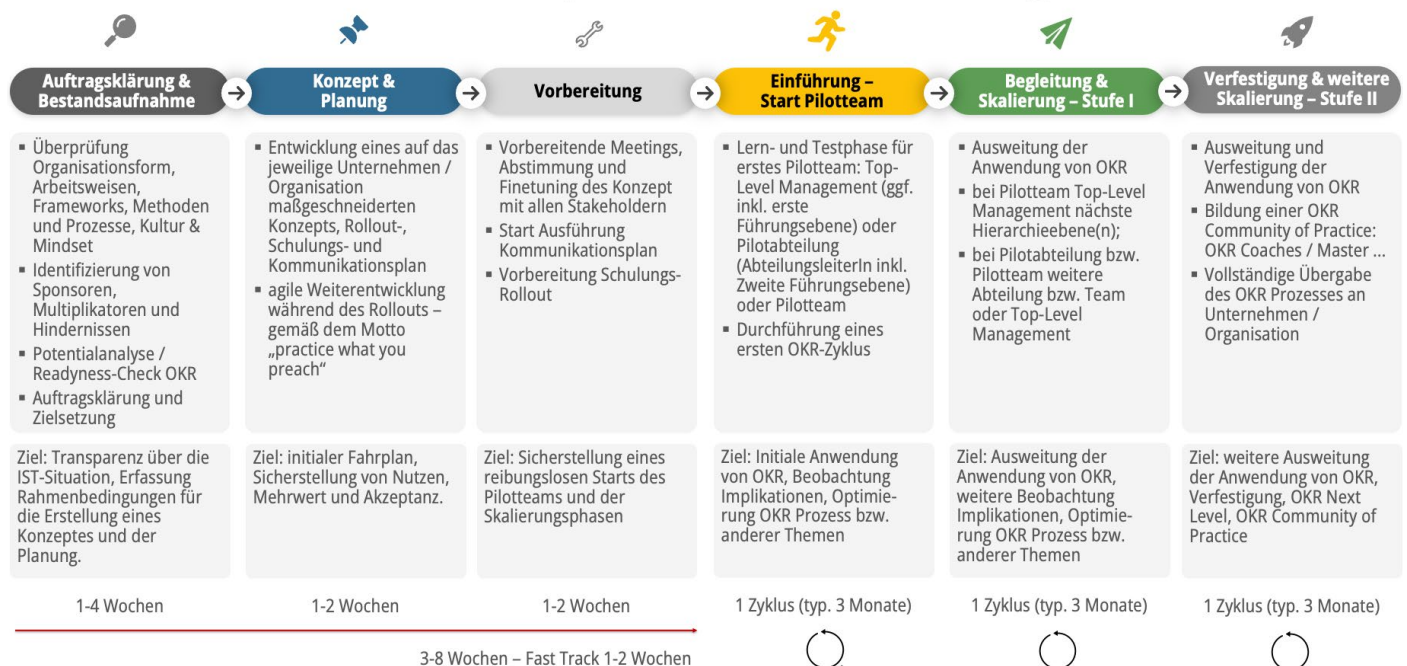 Auftragsklärung &
Bestandsaufnahme
Konzept &
Planung
Vorbereitung
Einführung –
Start Pilotteam
Begleitung &
Skalierung – Stufe I
Verfestigung & weitere
Skalierung – Stufe II
▪ Überprüfung
Organisationsform,
Arbeitsweisen,
Frameworks, Methoden
und Prozesse, Kultur &
Mindset
▪ Identifizierung von
Sponsoren,
Multiplikatoren und
Hindernissen
▪ Potentialanalyse /
Readyness-Check OKR
▪ Auftragsklärung und
Zielsetzung
▪ Entwicklung eines auf das
jeweilige Unternehmen /
Organisation
maßgeschneiderten
Konzepts, Rollout-,
Schulungs- und
Kommunikationsplan
▪ agile Weiterentwicklung
während des Rollouts –
gemäß dem Motto
„practice what you
preach“
▪ Vorbereitende Meetings,
Abstimmung und
Finetuning des Konzept
mit allen Stakeholdern
▪ Start Ausführung
Kommunikationsplan
▪ Vorbereitung Schulungs-
Rollout
▪ Lern- und Testphase für
erstes Pilotteam: Top-
Level Management (ggf.
inkl. erste
Führungsebene) oder
Pilotabteilung
(AbteilungsleiterIn inkl.
Zweite Führungsebene)
oder Pilotteam
▪ Durchführung eines
ersten OKR-Zyklus
▪ Ausweitung der
Anwendung von OKR
▪ bei Pilotteam Top-Level
Management nächste
Hierarchieebene(n);
▪ bei Pilotabteilung bzw.
Pilotteam weitere
Abteilung bzw. Team
oder Top-Level
Management
▪ Ausweitung und
Verfestigung der
Anwendung von OKR
▪ Bildung einer OKR
Community of Practice:
OKR Coaches / Master ...
▪ Vollständige Übergabe
des OKR Prozesses an
Unternehmen /
Organisation
Ziel: Transparenz über die
IST-Situation, Erfassung
Rahmenbedingungen für
die Erstellung eines
Konzeptes und der
Planung.
Ziel: initialer Fahrplan,
Sicherstellung von Nutzen,
Mehrwert und Akzeptanz.
Ziel: Sicherstellung eines
reibungslosen Starts des
Pilotteams und der
Skalierungsphasen
Ziel: Initiale Anwendung
von OKR, Beobachtung
Implikationen, Optimie-
rung OKR Prozess bzw.
anderer Themen
Ziel: Ausweitung der
Anwendung von OKR,
weitere Beobachtung
Implikationen, Optimie-
rung OKR Prozess bzw.
anderer Themen
Ziel: weitere Ausweitung
der Anwendung von OKR,
Verfestigung, OKR Next
Level, OKR Community of
Practice
1-4 Wochen
1-2 Wochen
1-2 Wochen
1 Zyklus (typ. 3 Monate)
1 Zyklus (typ. 3 Monate)
1 Zyklus (typ. 3 Monate)
3-8 Wochen – Fast Track 1-2 Wochen